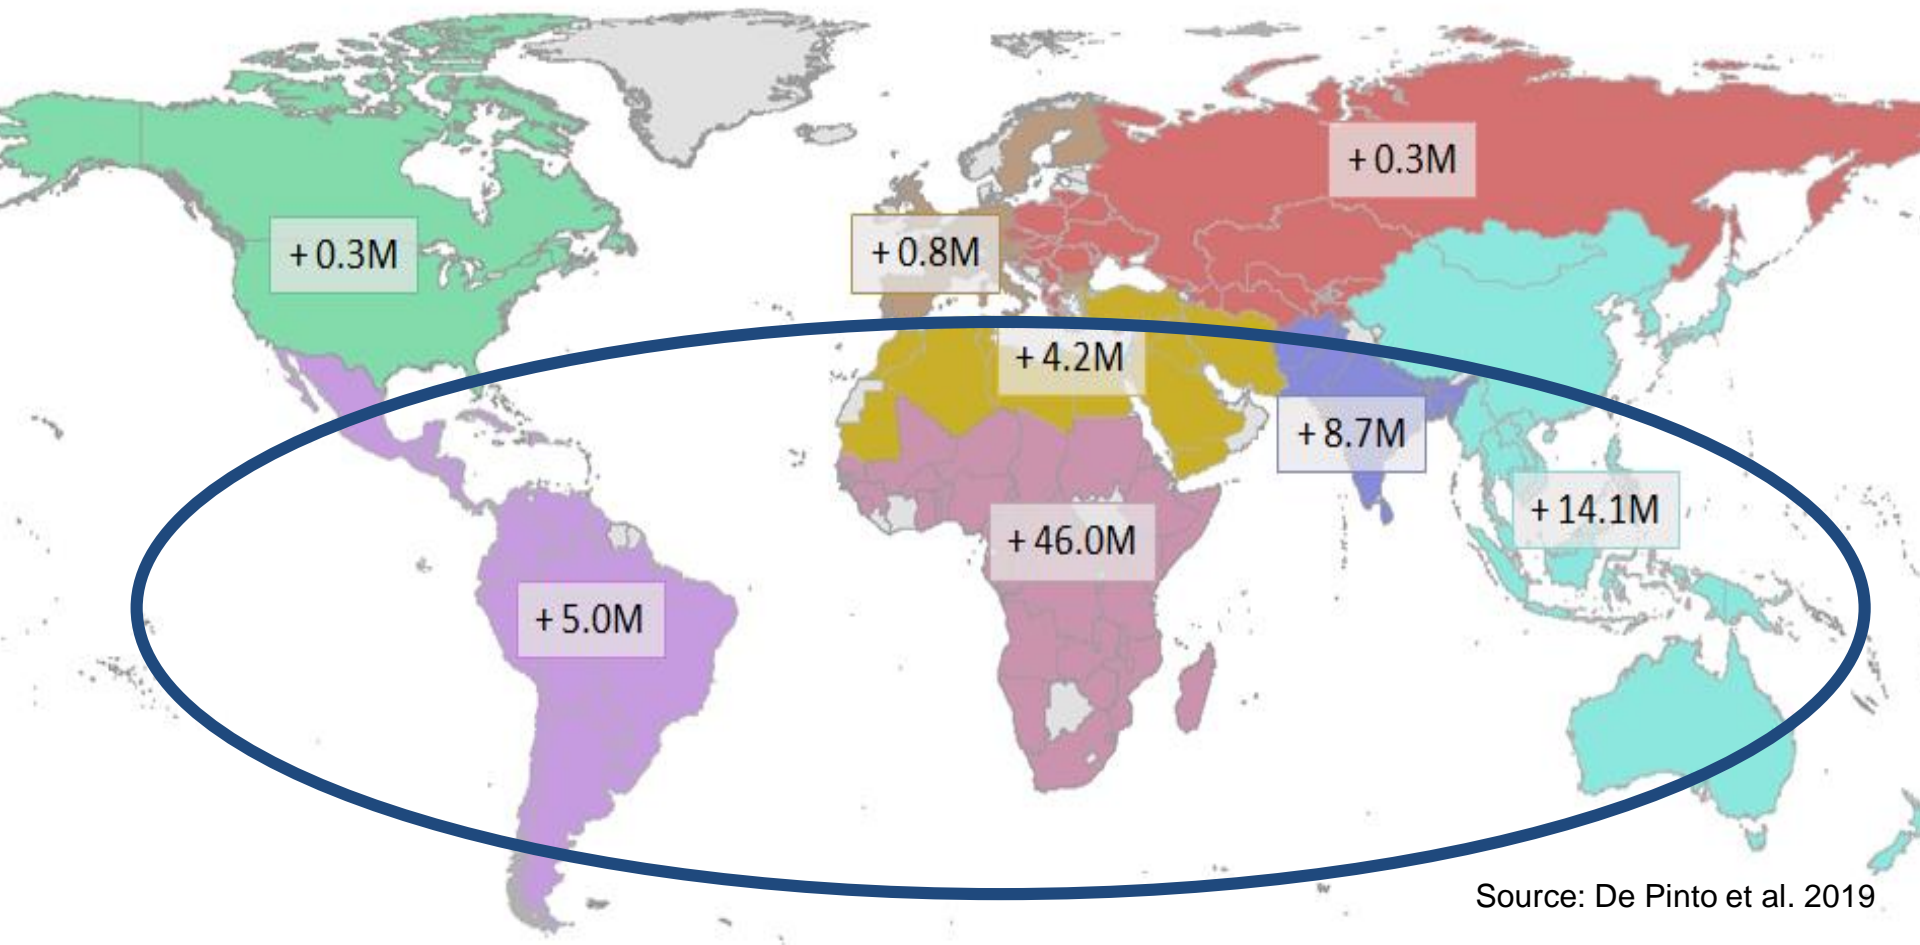 + 0.3M
+ 0.3M
+ 0.8M
+ 4.2M
+ 8.7M
+ 14.1M
+ 46.0M
+ 5.0M
Source: De Pinto et al. 2019